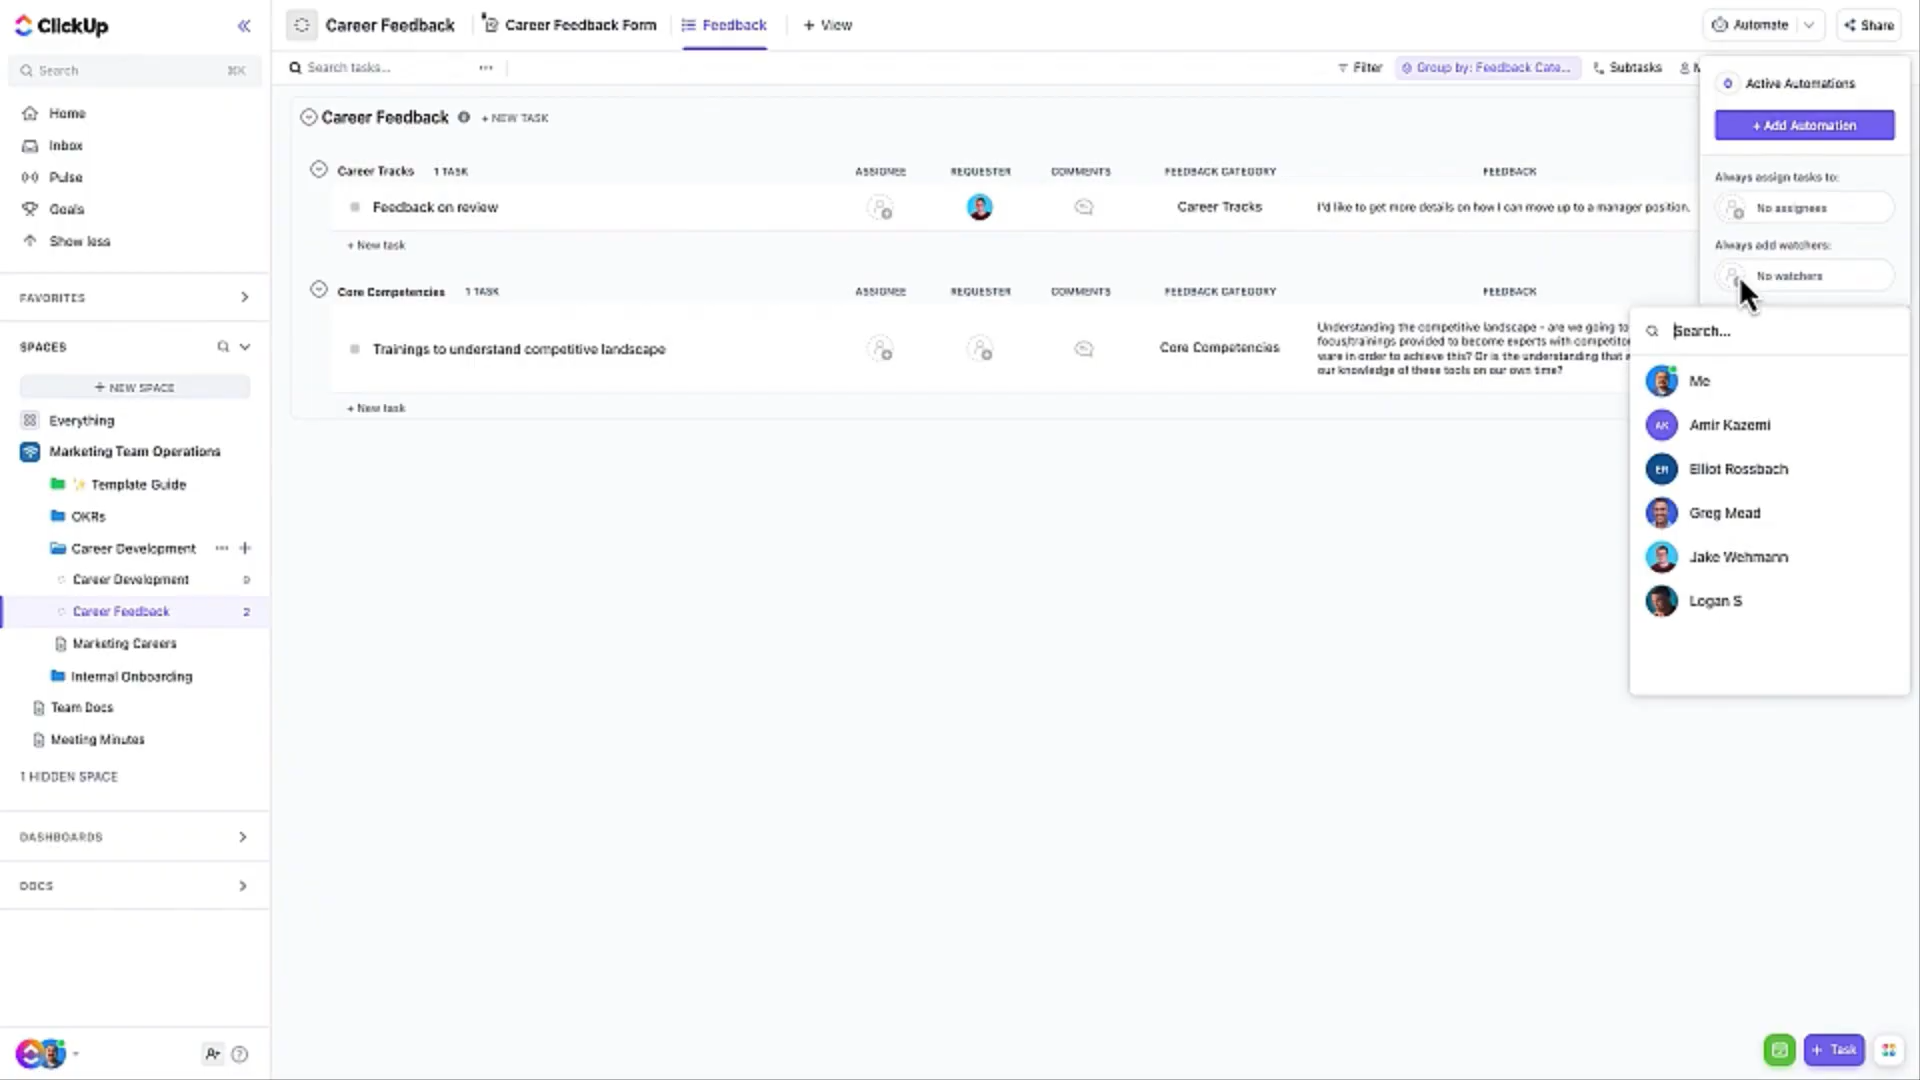 ClickUp
Search ⌘K
Home
Inbox
Pulse
Goals
Show less
FAVORITES
SPACES
+ NEW SPACE
Everything
Marketing Team Operations
✨ Template Guide
OKRs
Career Development ··· +
Career Development 9
Career Feedback 2
Marketing Careers
Internal Onboarding
Team Docs
Meeting Minutes
1 HIDDEN SPACE
DASHBOARDS
DOCS
Career Feedback Career Feedback Form Feedback + View
Automate Share
Search tasks... ···
Filter Group by: Feedback Cate... Subtasks M
Career Feedback + NEW TASK
Career Tracks 1 TASK ASSIGNEE REQUESTER COMMENTS FEEDBACK CATEGORY FEEDBACK
Feedback on review Career Tracks I'd like to get more details on how I can move up to a manager position.
+ New task
Core Competencies 1 TASK ASSIGNEE REQUESTER COMMENTS FEEDBACK CATEGORY FEEDBACK
Trainings to understand competitive landscape Core Competencies
Understanding the competitive landscape - are we going to
focus/trainings provided to become experts with competitor
ware in order to achieve this? Or is the understanding that
our knowledge of these tools on our own time?
+ New task
0 Active Automations
+ Add Automation
Always assign tasks to:
No assignees
Always add watchers:
No watchers
Search...
Me
AK Amir Kazemi
ER Elliot Rossbach
Greg Mead
Jake Wehmann
Logan S
+ Task